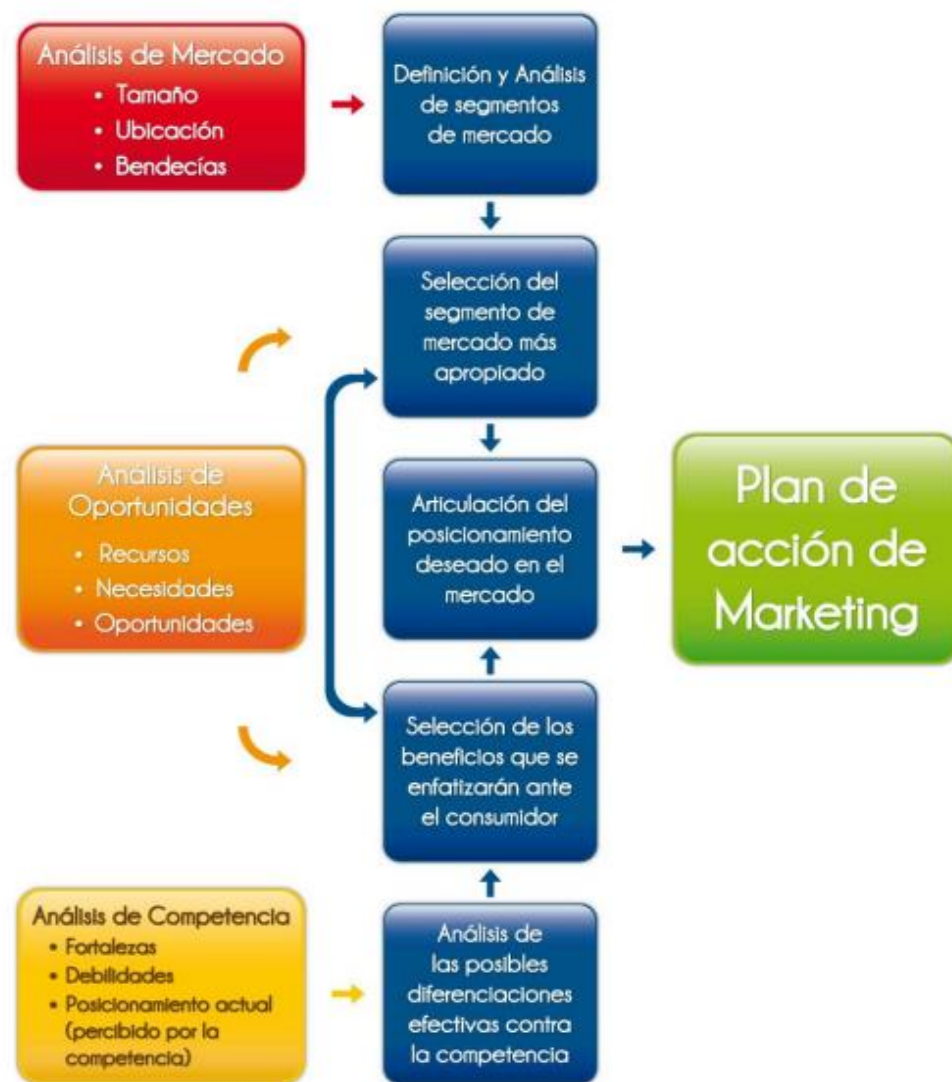 Análisis de Mercado
• Tamaño
• Ubicación
• Bendecías
Definición y Análisis
de segmentos
de mercado
Selección del
segmento de
mercado más
apropiado
Análisis de
Oportunidades
• Recursos
• Necesidades
• Oportunidades
Articulación del
posicionamiento
deseado en el
mercado
Plan de
acción de
Marketing
Selección de los
beneficios que se
enfatizarán ante
el consumidor
Análisis de Competencia
• Fortalezas
• Debilidades
• Posicionamiento actual
(percibido por la
competencia)
Análisis de
las posibles
diferenciaciones
efectivas contra
la competencia